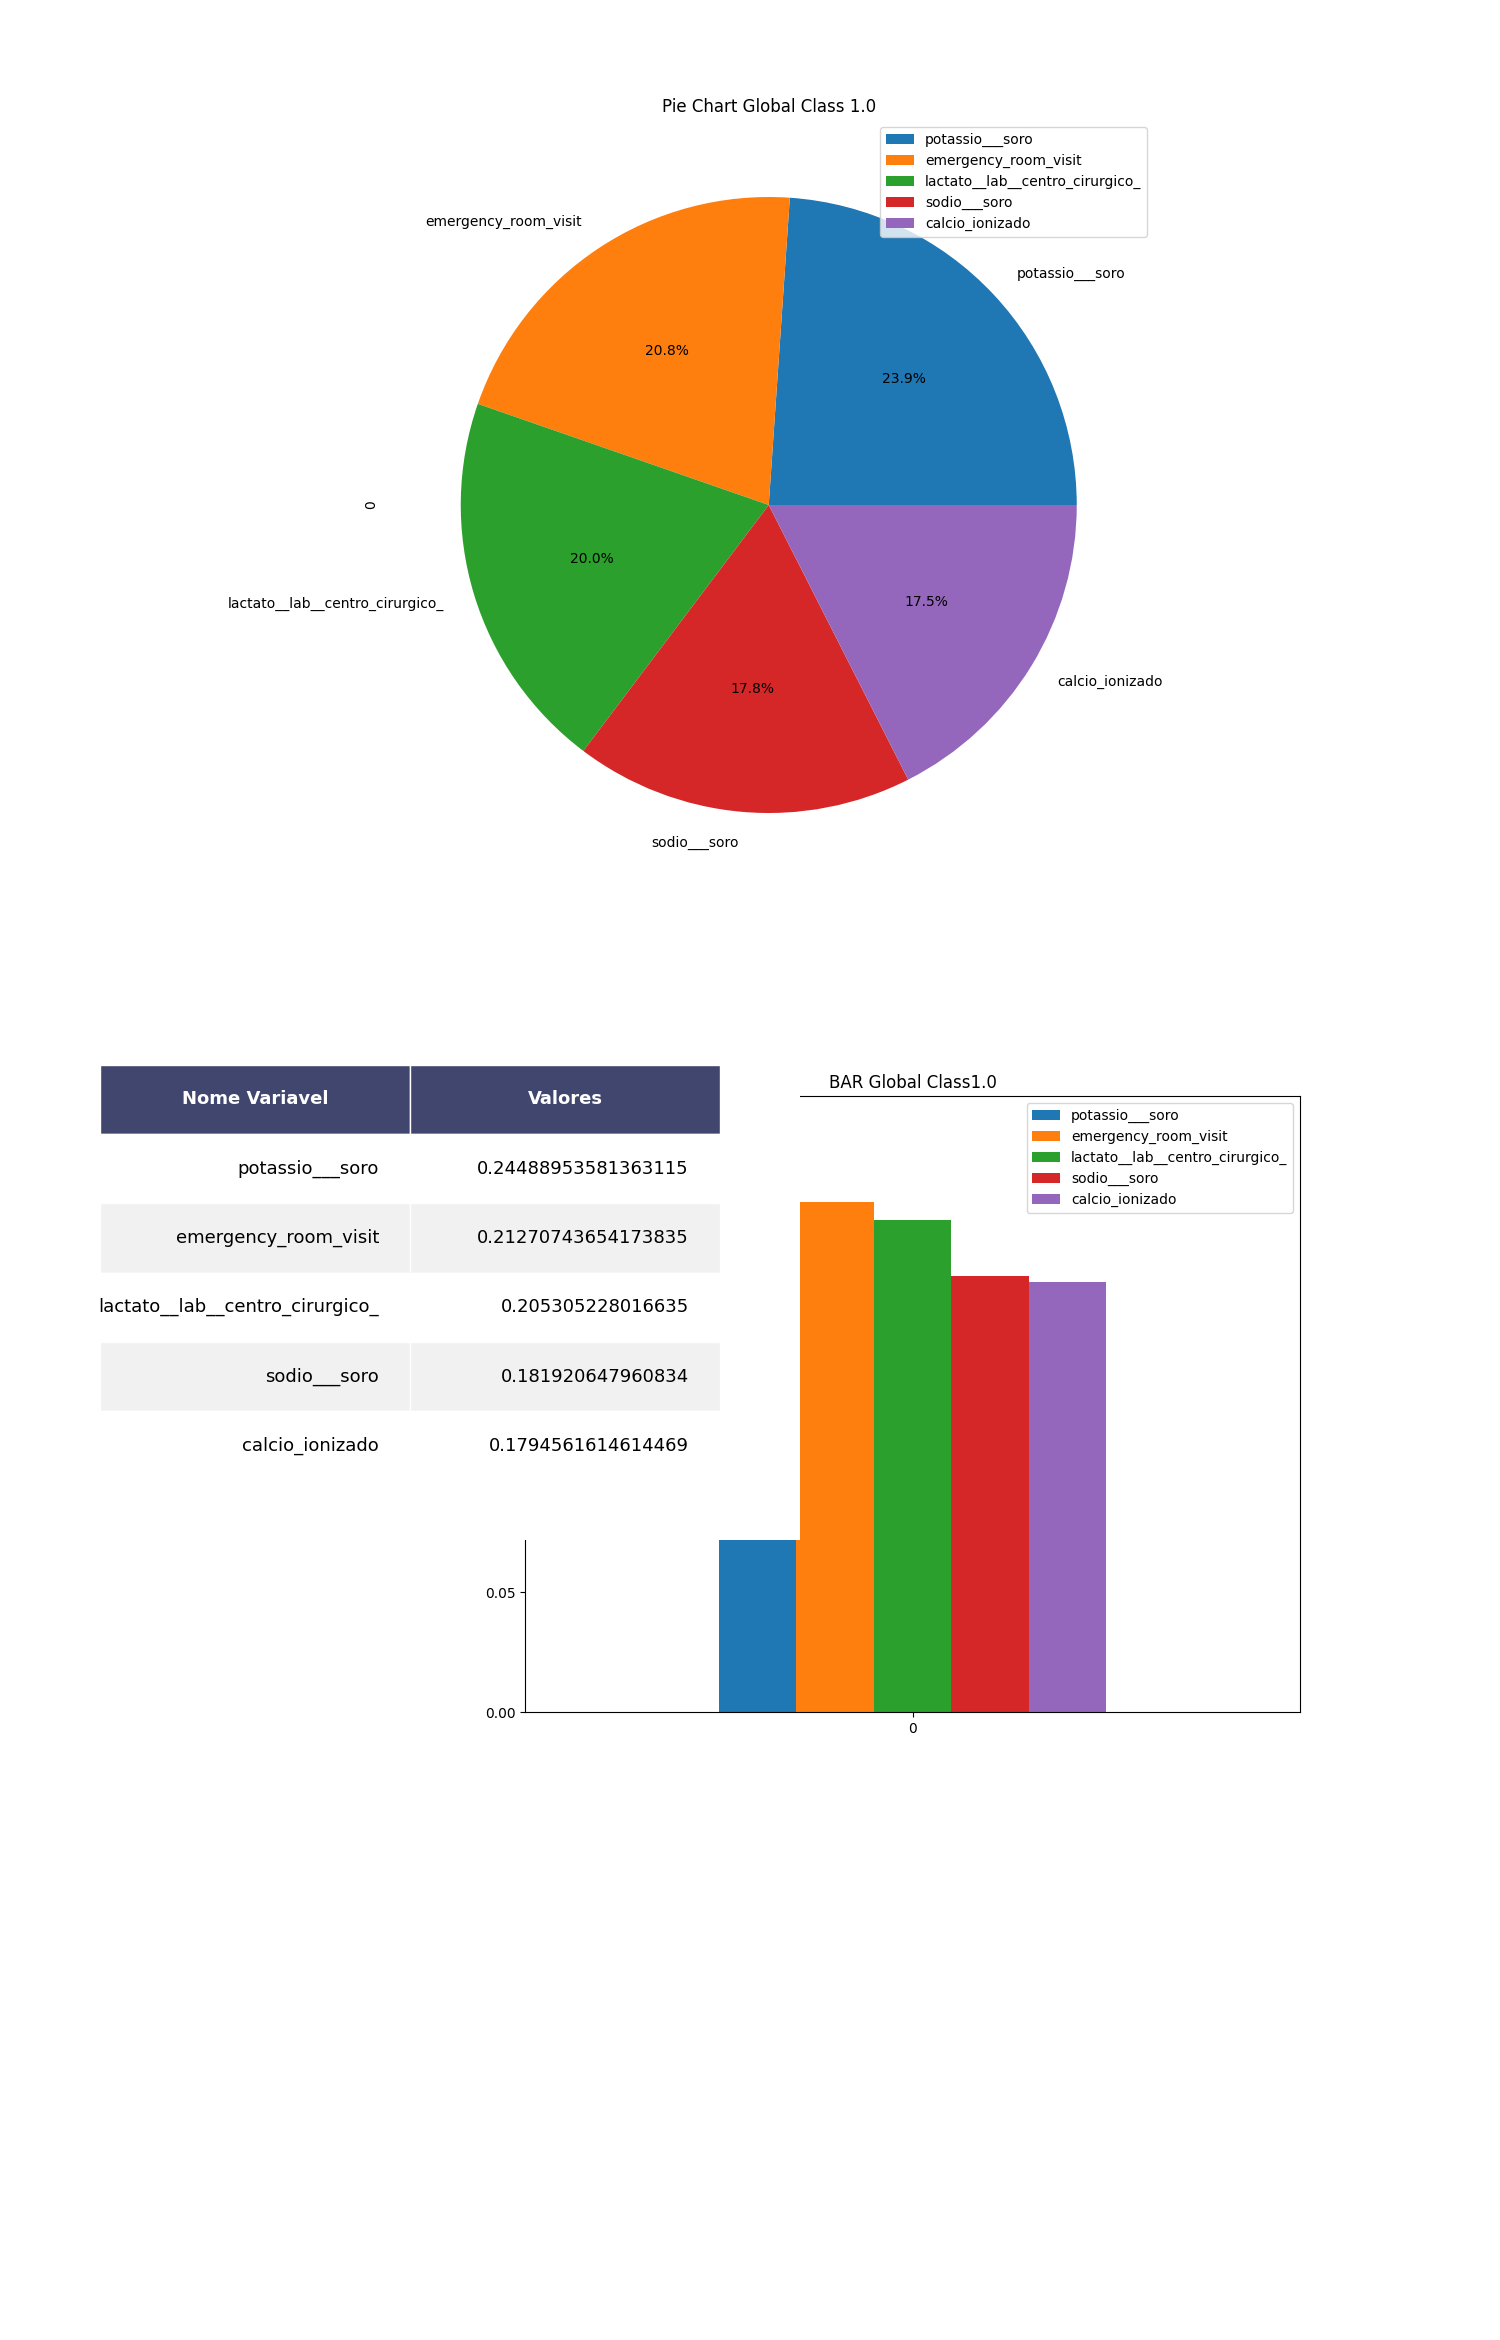 Pie Chart Global Class 1.0
potassio___soro
emergency_room_visit
lactato__lab__centro_cirurgico_
sodio___soro
calcio_ionizado
emergency_room_visit
potassio___soro
20.8%
23.9%
0
20.0%
lactato__lab__centro_cirurgico_
17.5%
calcio_ionizado
17.8%
sodio___soro
Nome Variavel Valores
potassio___soro 0.24488953581363115
emergency_room_visit 0.21270743654173835
lactato__lab__centro_cirurgico_ 0.205305228016635
sodio___soro 0.181920647960834
calcio_ionizado 0.1794561614614469
BAR Global Class1.0
potassio___soro
emergency_room_visit
lactato__lab__centro_cirurgico_
sodio___soro
calcio_ionizado
0.05
0.00
0